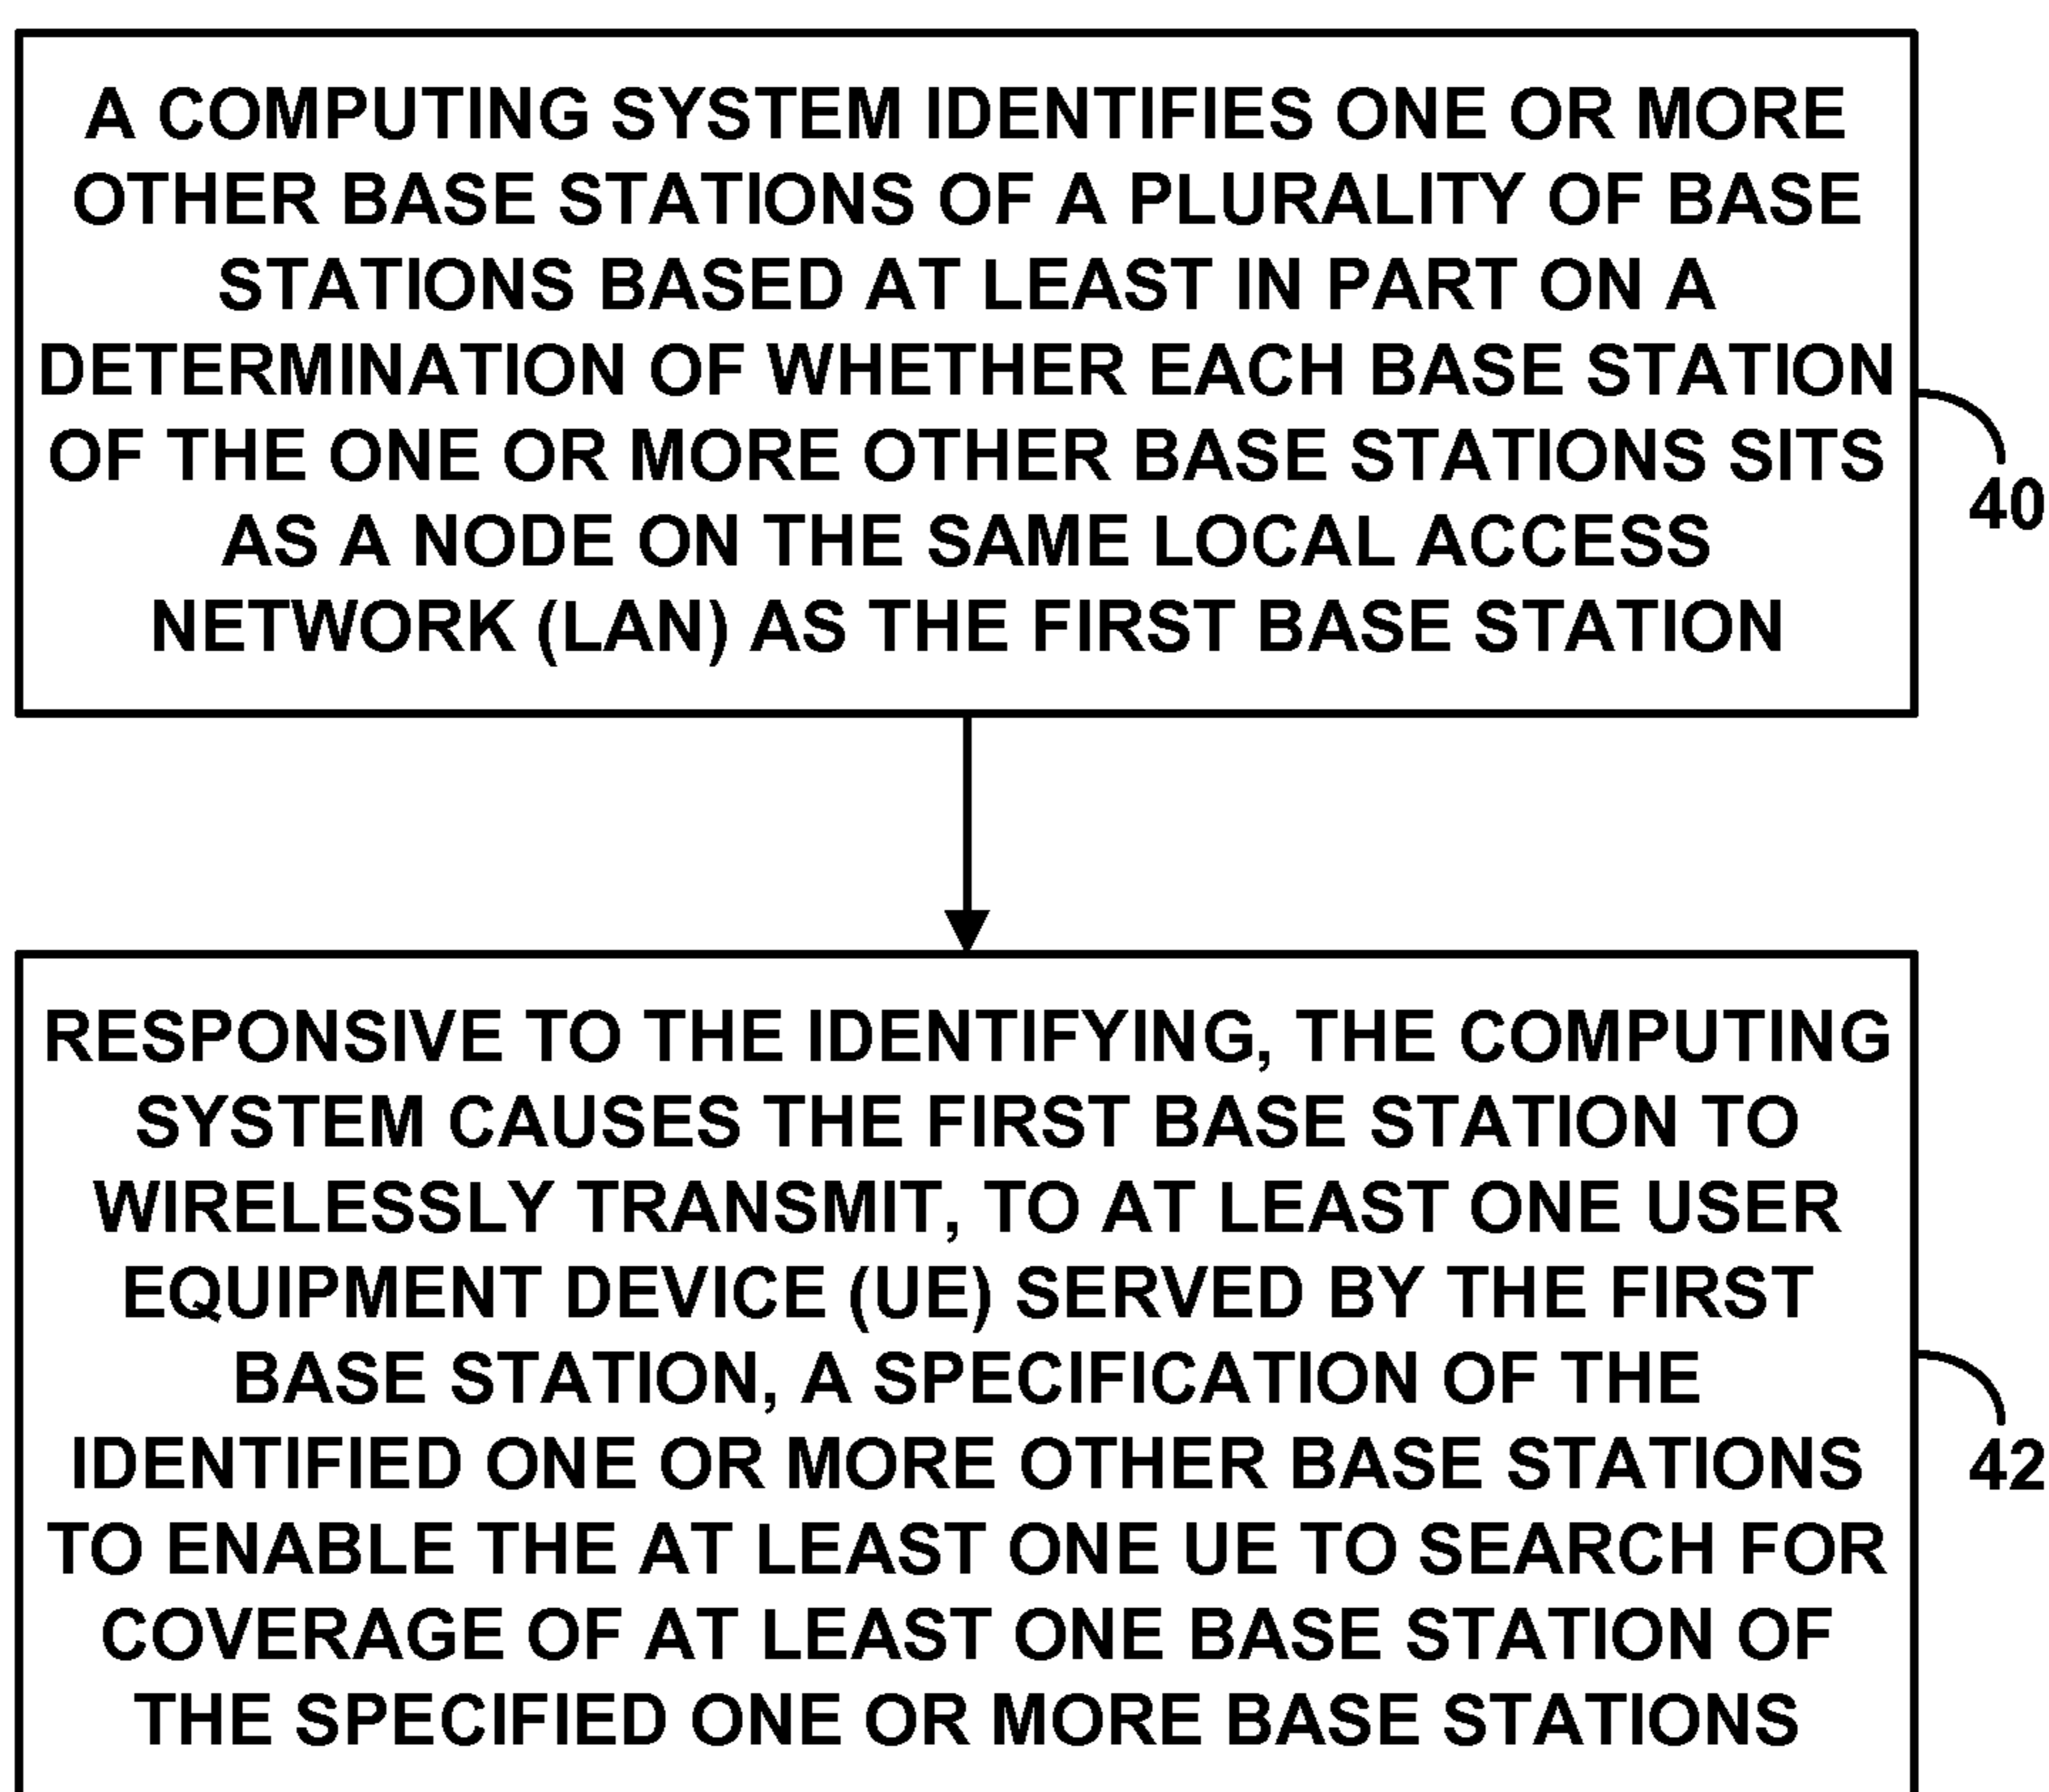 A COMPUTING SYSTEM IDENTIFIES ONE OR MORE
OTHER BASE STATIONS OF A PLURALITY OF BASE
STATIONS BASED AT LEAST IN PART ON A
DETERMINATION OF WHETHER EACH BASE STATION
OF THE ONE OR MORE OTHER BASE STATIONS SITS
AS A NODE ON THE SAME LOCAL ACCESS
NETWORK (LAN) AS THE FIRST BASE STATION
40
RESPONSIVE TO THE IDENTIFYING, THE COMPUTING
SYSTEM CAUSES THE FIRST BASE STATION TO
WIRELESSLY TRANSMIT, TO AT LEAST ONE USER
EQUIPMENT DEVICE (UE) SERVED BY THE FIRST
BASE STATION, A SPECIFICATION OF THE
IDENTIFIED ONE OR MORE OTHER BASE STATIONS
TO ENABLE THE AT LEAST ONE UE TO SEARCH FOR
COVERAGE OF AT LEAST ONE BASE STATION OF
THE SPECIFIED ONE OR MORE BASE STATIONS
42